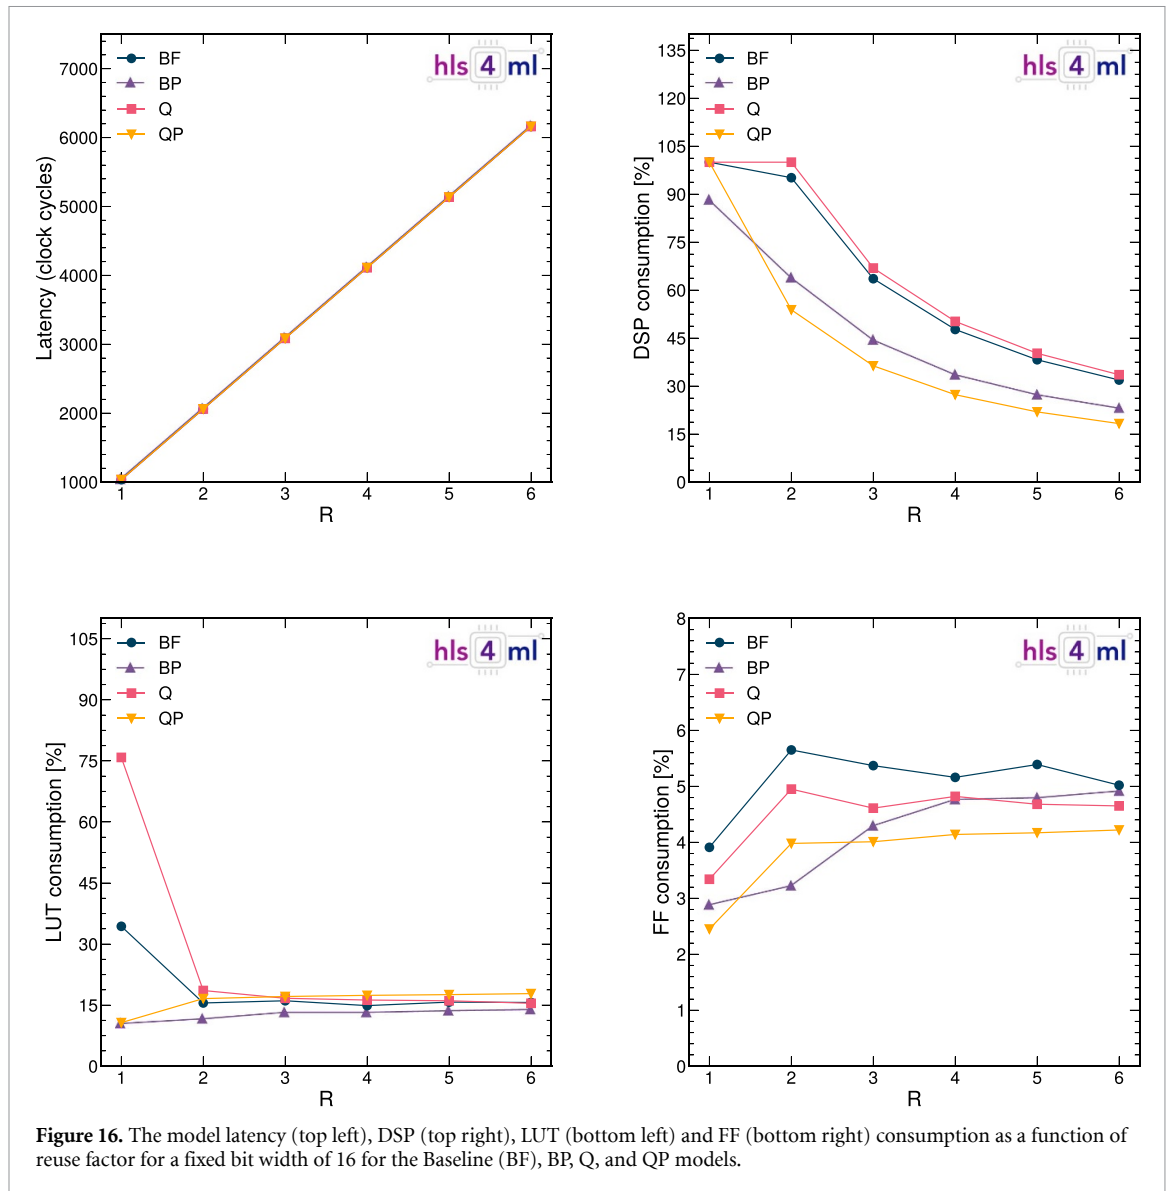 BF
BP
Q
QP
hls 4 ml
7000
6000
5000
4000
3000
2000
1000
Latency (clock cycles)
1 2 3 4 5 6
R
BF
BP
Q
QP
hls 4 ml
135
120
105
90
75
60
45
30
15
0
DSP consumption [%]
1 2 3 4 5 6
R
BF
BP
Q
QP
hls 4 ml
105
90
75
60
45
30
15
0
LUT consumption [%]
1 2 3 4 5 6
R
BF
BP
Q
QP
hls 4 ml
8
7
6
5
4
3
2
1
0
FF consumption [%]
1 2 3 4 5 6
R
Figure 16. The model latency (top left), DSP (top right), LUT (bottom left) and FF (bottom right) consumption as a function of
reuse factor for a fixed bit width of 16 for the Baseline (BF), BP, Q, and QP models.